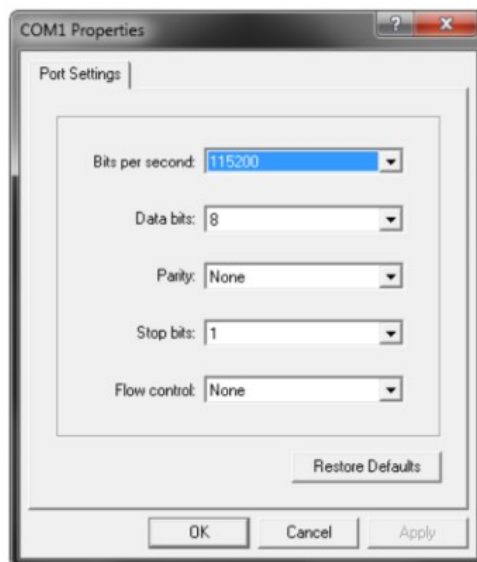 COM1 Properties
Port Settings
Bits per second: 115200
Data bits: 8
Parity: None
Stop bits: 1
Flow control: None
Restore Defaults
OK Cancel Apply